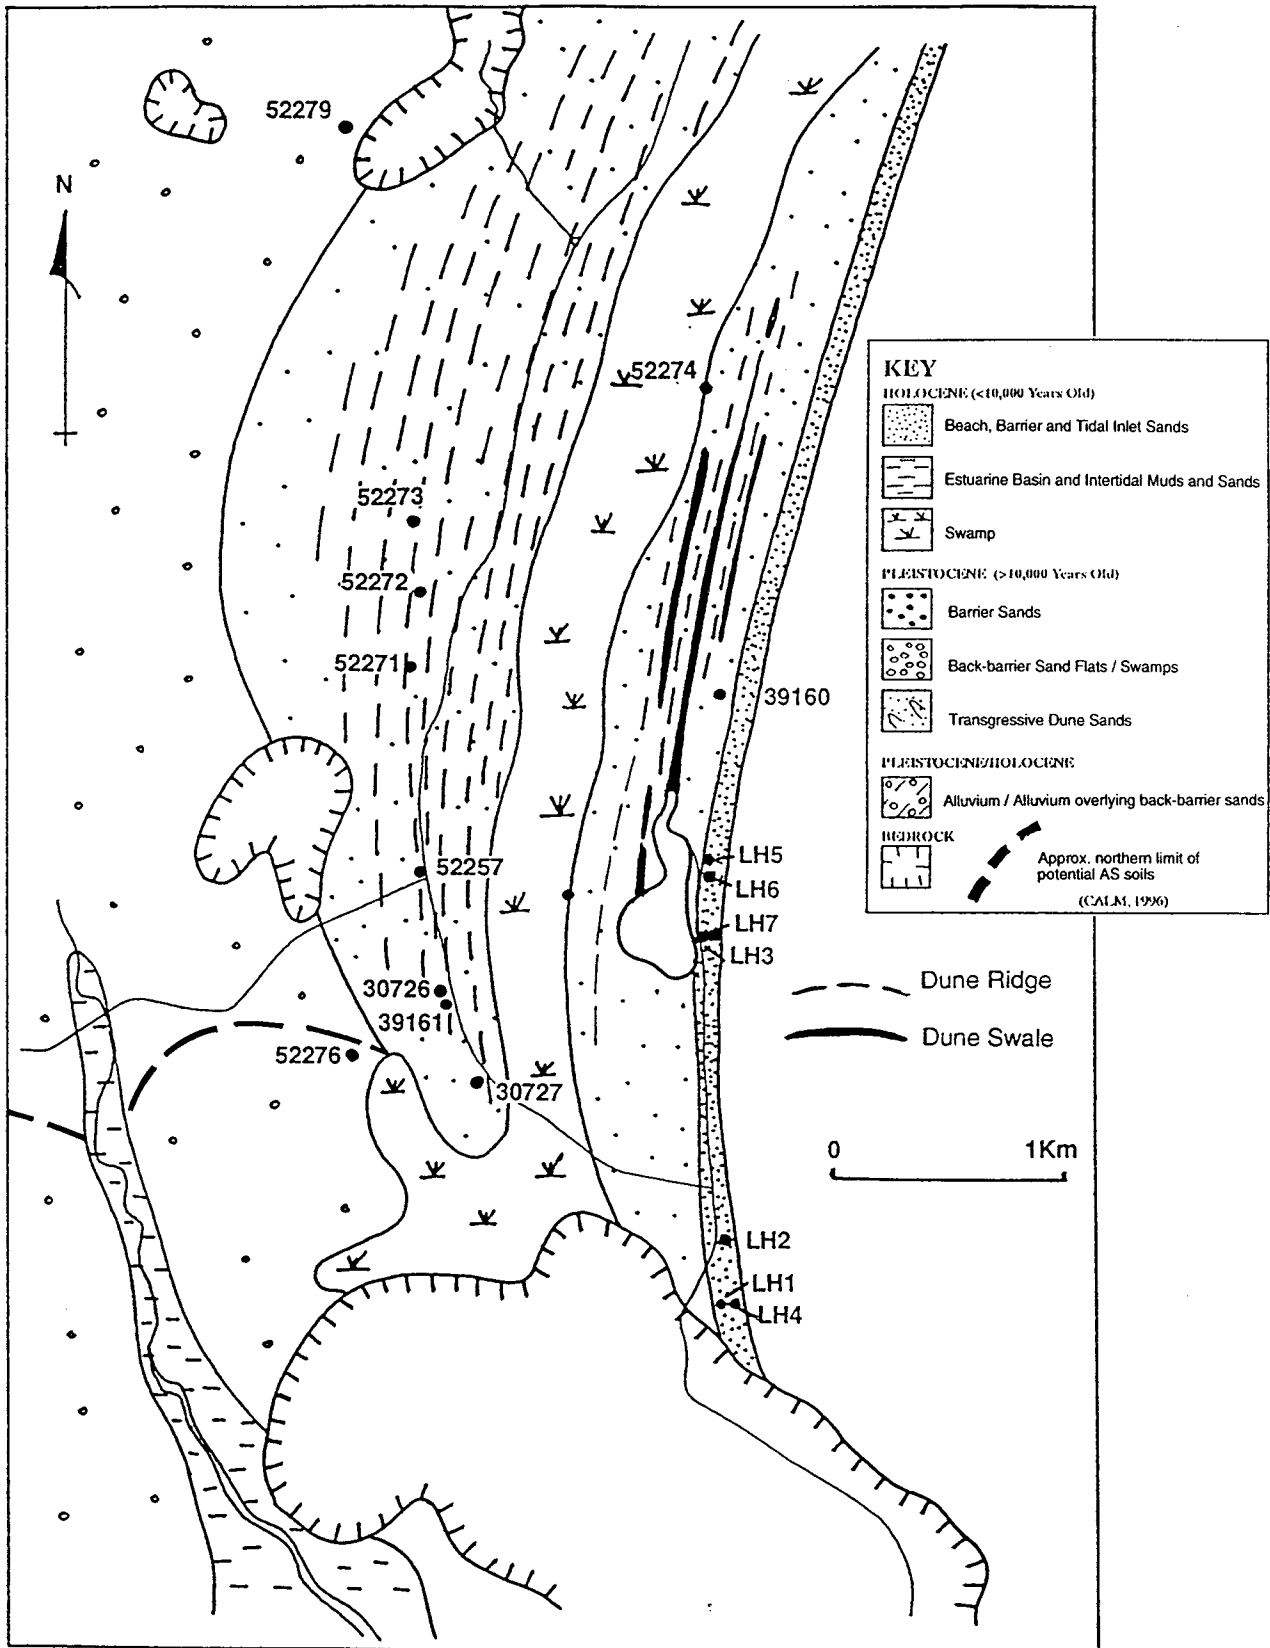 52279
N
52274
52273
52272
52271
39160
52257
LH5
LH6
LH7
LH3
30726
39161
52276
30727
LH2
LH1
LH4
KEY
HOLOCENE (<10,000 Years Old)
Beach, Barrier and Tidal Inlet Sands
Estuarine Basin and Intertidal Muds and Sands
Swamp
PLEISTOCENE (>10,000 Years Old)
Barrier Sands
Back-barrier Sand Flats / Swamps
Transgressive Dune Sands
PLEISTOCENE/HOLOCENE
Alluvium / Alluvium overlying back-barrier sands
BEDROCK
Approx. northern limit of
potential AS soils
(CALM, 1996)
Dune Ridge
Dune Swale
0 1Km